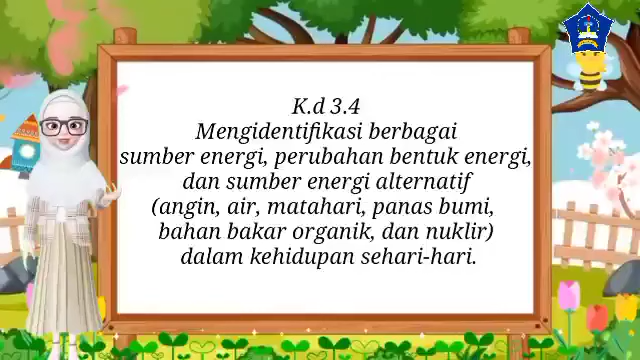 K.d 3.4
Mengidentifikasi berbagai
sumber energi, perubahan bentuk energi,
dan sumber energi alternatif
(angin, air, matahari, panas bumi,
bahan bakar organik, dan nuklir)
dalam kehidupan sehari-hari.